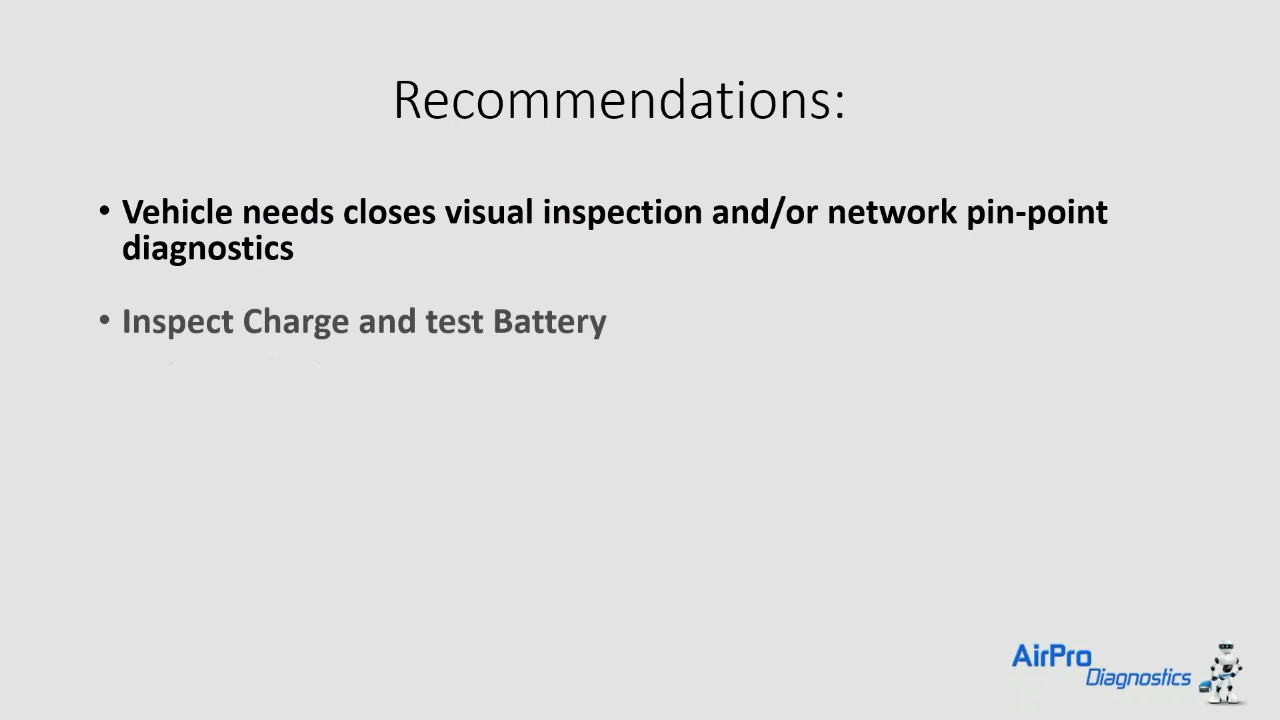 Recommendations:
• Vehicle needs closes visual inspection and/or network pin-point
diagnostics
• Inspect Charge and test Battery
AirPro
Diagnostics